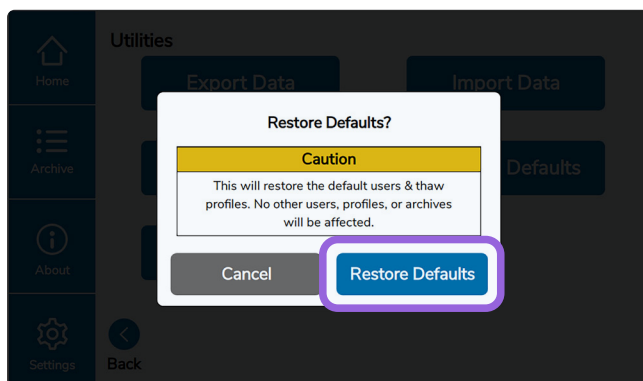 Utilities
Home
Export Data
Import Data
Restore Defaults?
Caution
This will restore the default users & thaw
profiles. No other users, profiles, or archives
will be affected.
Archive
Defaults
Cancel
Restore Defaults
About
Settings
Back